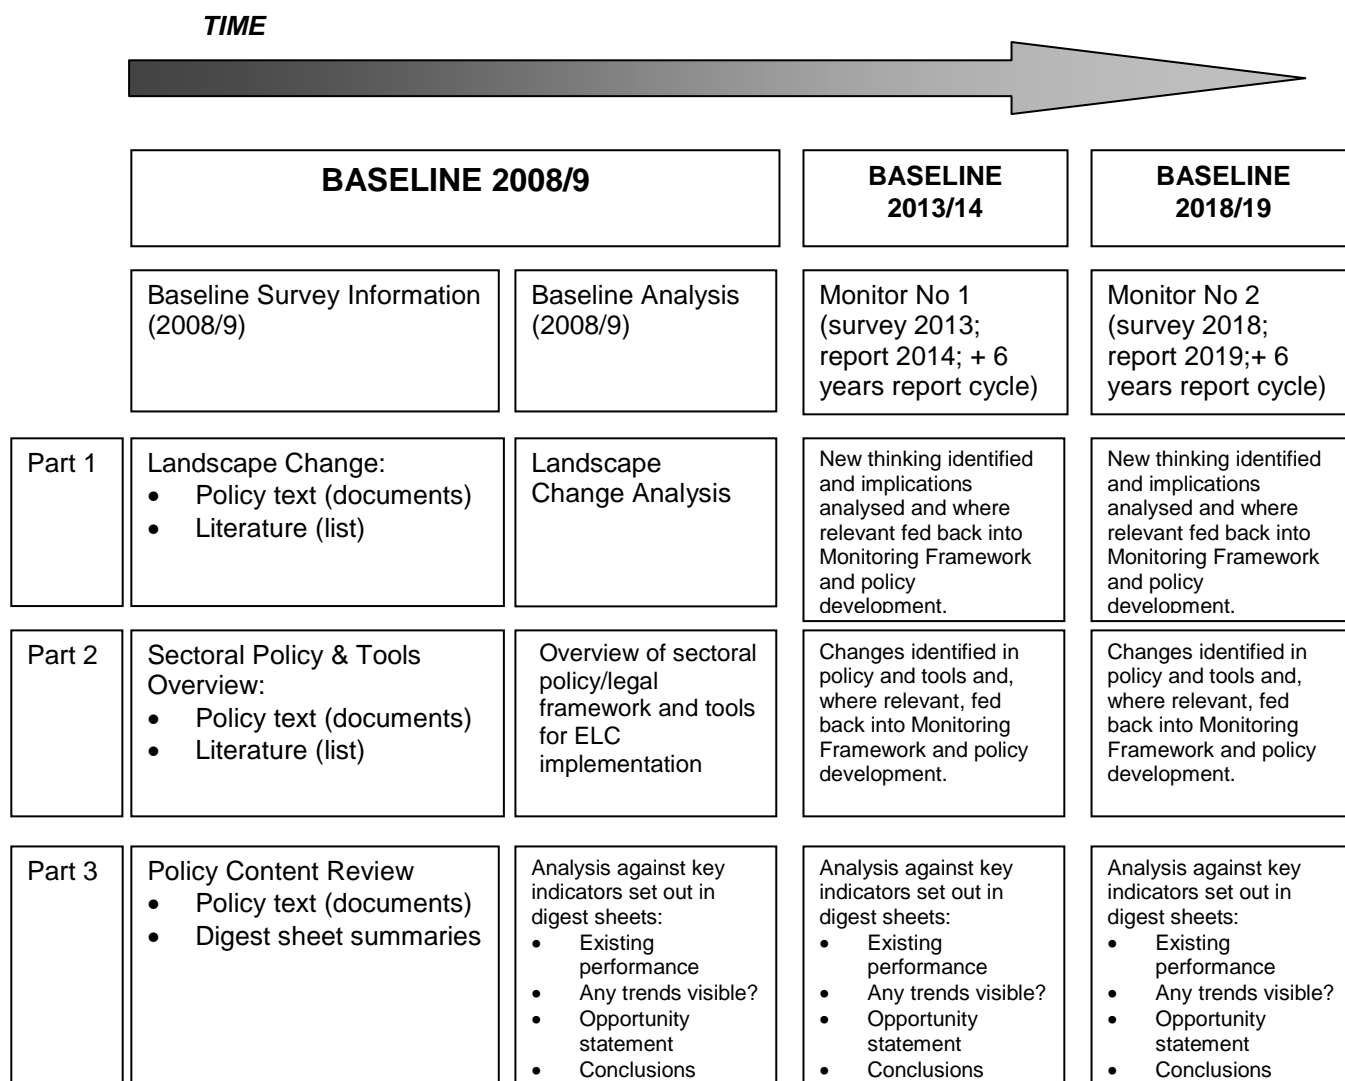 TIME
BASELINE 2008/9
BASELINE
2013/14
BASELINE
2018/19
Baseline Survey Information
(2008/9)
Baseline Analysis
(2008/9)
Monitor No 1
(survey 2013;
report 2014; + 6
years report cycle)
Monitor No 2
(survey 2018;
report 2019;+ 6
years report cycle)
Part 1
Landscape Change:
• Policy text (documents)
• Literature (list)
Landscape
Change Analysis
New thinking identified
and implications
analysed and where
relevant fed back into
Monitoring Framework
and policy
development.
New thinking identified
and implications
analysed and where
relevant fed back into
Monitoring Framework
and policy
development.
Part 2
Sectoral Policy & Tools
Overview:
• Policy text (documents)
• Literature (list)
Overview of sectoral
policy/legal
framework and tools
for ELC
implementation
Changes identified in
policy and tools and,
where relevant, fed
back into Monitoring
Framework and policy
development.
Changes identified in
policy and tools and,
where relevant, fed
back into Monitoring
Framework and policy
development.
Part 3
Policy Content Review
• Policy text (documents)
• Digest sheet summaries
Analysis against key
indicators set out in
digest sheets:
• Existing
performance
• Any trends visible?
• Opportunity
statement
• Conclusions
Analysis against key
indicators set out in
digest sheets:
• Existing
performance
• Any trends visible?
• Opportunity
statement
• Conclusions
Analysis against key
indicators set out in
digest sheets:
• Existing
performance
• Any trends visible?
• Opportunity
statement
• Conclusions